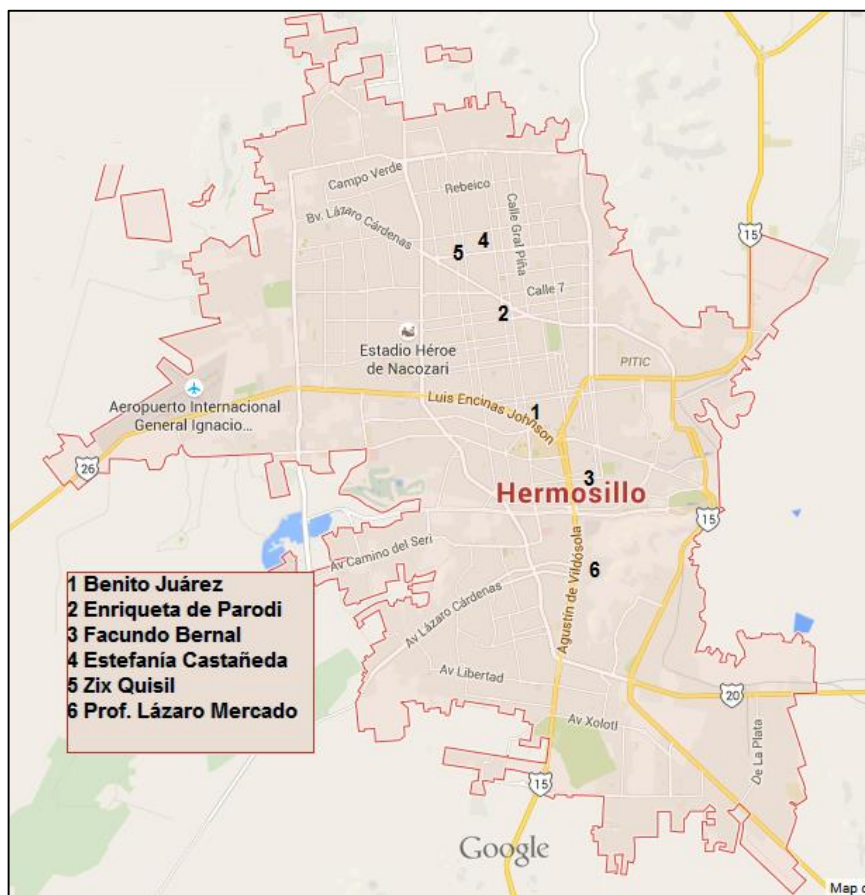 Campo Verde
Rebeico
Bv. Lázaro Cárdenas
Calle Gral Piña
4
5
15
Calle 7
2
Estadio Héroe
de Nacozari
PITIC
Aeropuerto Internacional
General Ignacio...
Luis Encinas Johnson
1
26
3
Hermosillo
15
Av Camino del Seri
6
Agustín de Vildósola
Av Lázaro Cárdenas
1 Benito Juárez
2 Enriqueta de Parodi
3 Facundo Bernal
4 Estefanía Castañeda
5 Zix Quisil
6 Prof. Lázaro Mercado
Av Libertad
20
Av Xolotl
De La Plata
15
Google
Map d